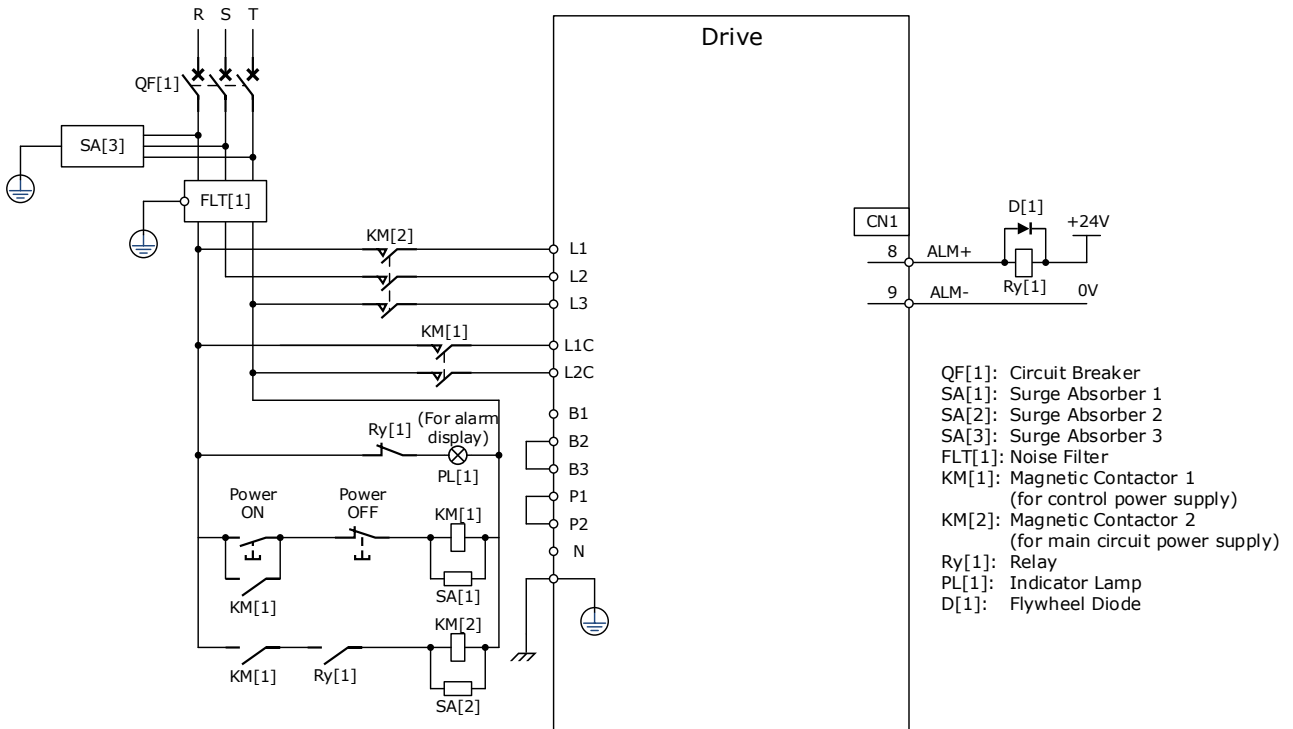 R S T
Drive
QF[1]
SA[3]
FLT[1]
D[1]
+24V
CN1
KM[2]
L1
8 ALM+
L2
Ry[1]
9 ALM- 0V
L3
KM[1]
L1C
L2C
QF[1]: Circuit Breaker
SA[1]: Surge Absorber 1
SA[2]: Surge Absorber 2
SA[3]: Surge Absorber 3
FLT[1]: Noise Filter
KM[1]: Magnetic Contactor 1
(for control power supply)
KM[2]: Magnetic Contactor 2
(for main circuit power supply)
Ry[1]: Relay
PL[1]: Indicator Lamp
D[1]: Flywheel Diode
B1
(For alarm
display)
Ry[1]
B2
PL[1]
B3
Power
ON
Power
OFF
P1
KM[1]
P2
N
SA[1]
KM[1]
KM[2]
KM[1]
Ry[1]
SA[2]